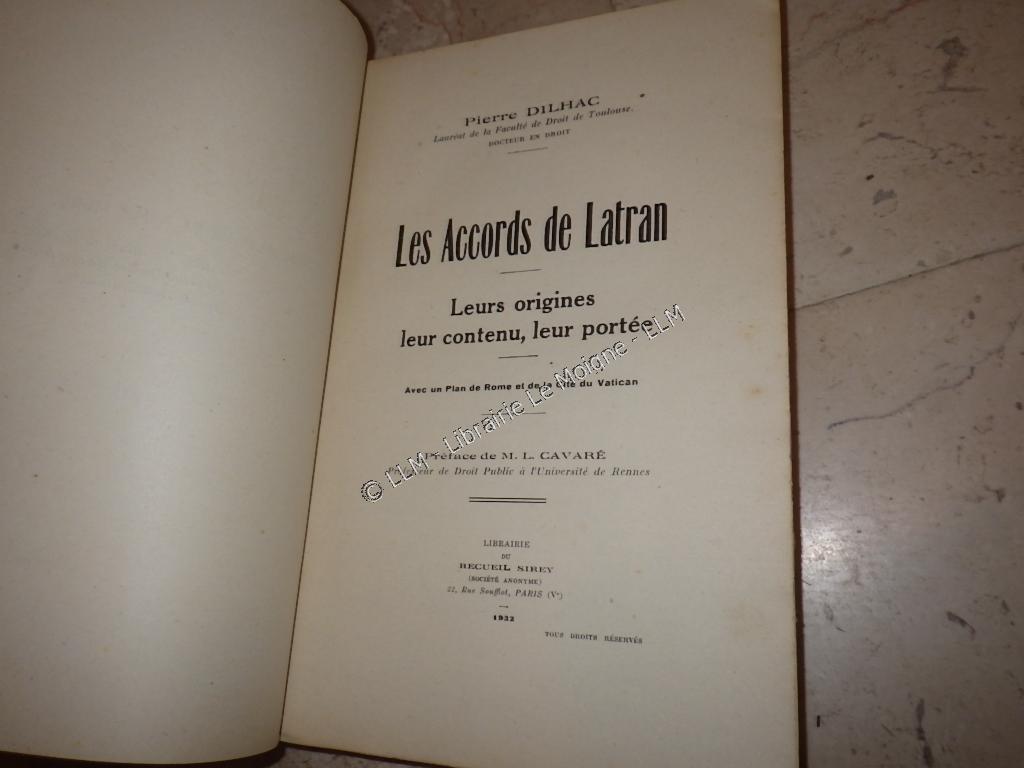 Pierre DILHAC
Lauréat de la Faculté de Droit de Toulouse.
DOCTEUR EN DROIT
Les Accords de Latran
Leurs origines
leur contenu, leur portée
Avec un Plan de Rome et de la Cité du Vatican
Préface de M. L. CAVARÉ
Professeur de Droit Public à l'Université de Rennes
LIBRAIRIE
DU
RECUEIL SIREY
(SOCIÉTÉ ANONYME)
22, Rue Soufflot, PARIS (Vᵉ)
1932
TOUS DROITS RÉSERVÉS
© LLM - Librairie Le Moigne - ELM